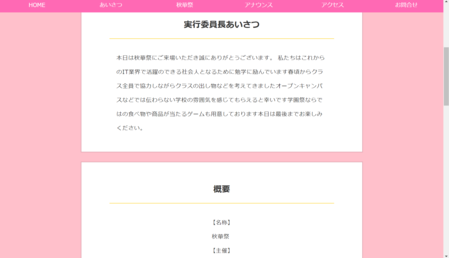 HOME あいさつ 秋華祭 アナウンス アクセス お問合せ
実行委員長あいさつ
本日は秋華祭にご来場いただき誠にありがとうございます。 私たちはこれから
のIT業界で活躍のできる社会人となるために勉学に励んでいます春頃からクラ
ス全員で協力しながらクラスの出し物などを考えてきましたオープンキャンパ
スなどでは伝わらない学校の雰囲気を感じてもらえると幸いです学園祭ならで
はの食べ物や商品が当たるゲームも用意しております本日は最後までお楽しみ
ください。
概要
【名称】
秋華祭
【主催】